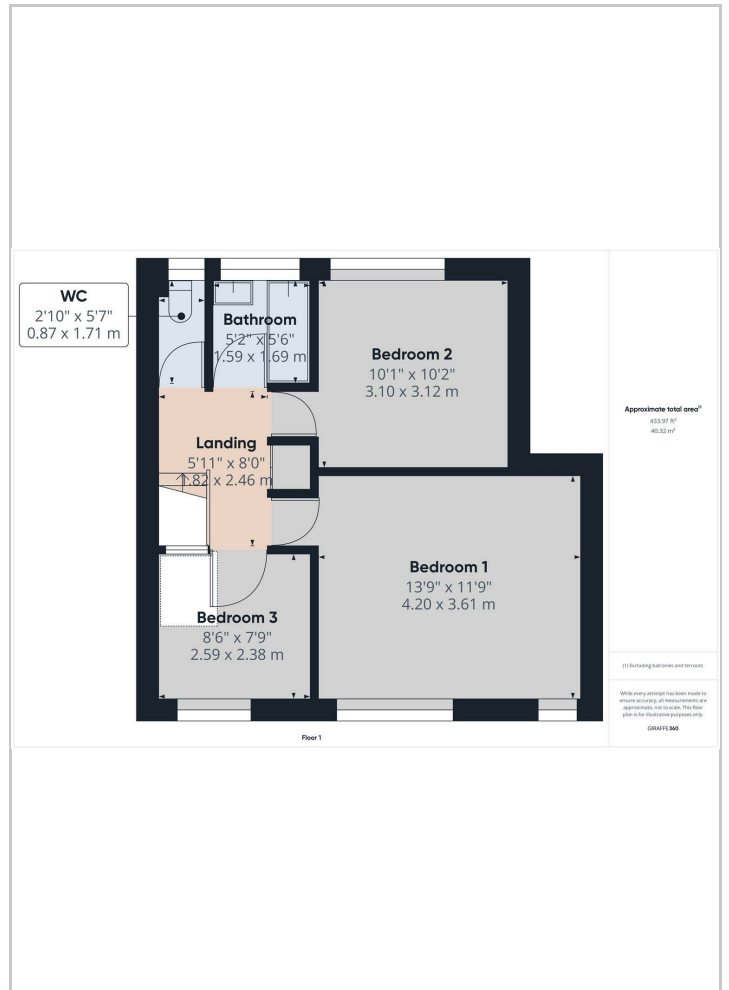 WC
2'10" x 5'7"
0.87 x 1.71 m
Bathroom
5'2" x 5'6"
1.59 x 1.69 m
Bedroom 2
10'1" x 10'2"
3.10 x 3.12 m
Landing
5'11" x 8'0"
1.82 x 2.46 m
Bedroom 1
13'9" x 11'9"
4.20 x 3.61 m
Bedroom 3
8'6" x 7'9"
2.59 x 2.38 m
Floor 1
Approximate total area⁽¹⁾
433.97 ft²
40.32 m²
(1) Excluding balconies and terraces
While every attempt has been made to
ensure accuracy, all measurements are
approximate, not to scale. This floor
plan is for illustrative purposes only.
GIRAFFE360